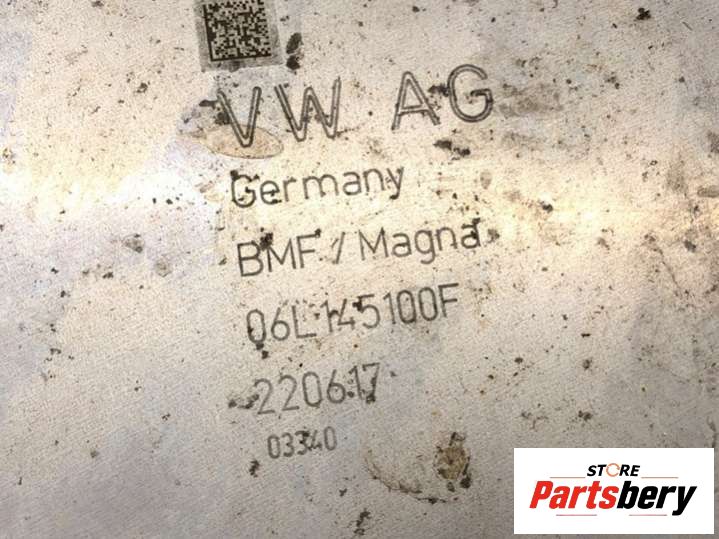 VW AG
Germany
BMF / Magna
06L145100F
220617
03340
STORE
Partsbery